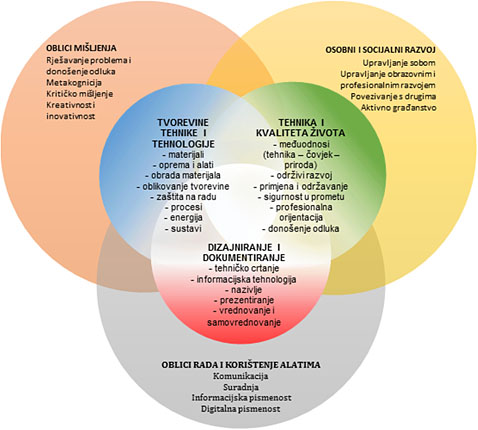 OBLICI MIŠLJENJA
Rješavanje problema i
donošenje odluka
Metakognicija
Kritičko mišljenje
Kreativnost i
inovativnost
OSOBNI I SOCIJALNI RAZVOJ
Upravljanje sobom
Upravljanje obrazovnim i
profesionalnim razvojem
Povezivanje s drugima
Aktivno građanstvo
TVOREVINE
TEHNIKE I
TEHNOLOGIJE
- materijali
- oprema i alati
- obrada materijala
- oblikovanje tvorevine
- zaštita na radu
- procesi
- energija
- sustavi
TEHNIKA I
KVALITETA ŽIVOTA
- međuodnosi
(tehnika – čovjek –
priroda)
- održivi razvoj
- primjena i održavanje
- sigurnost u prometu
- profesionalna
orijentacija
- donošenje odluka
DIZAJNIRANJE I
DOKUMENTIRANJE
- tehničko crtanje
- informacijska tehnologija
- nazivlje
- prezentiranje
- vrednovanje i
samovrednovanje
OBLICI RADA I KORIŠTENJE ALATIMA
Komunikacija
Suradnja
Informacijska pismenost
Digitalna pismenost